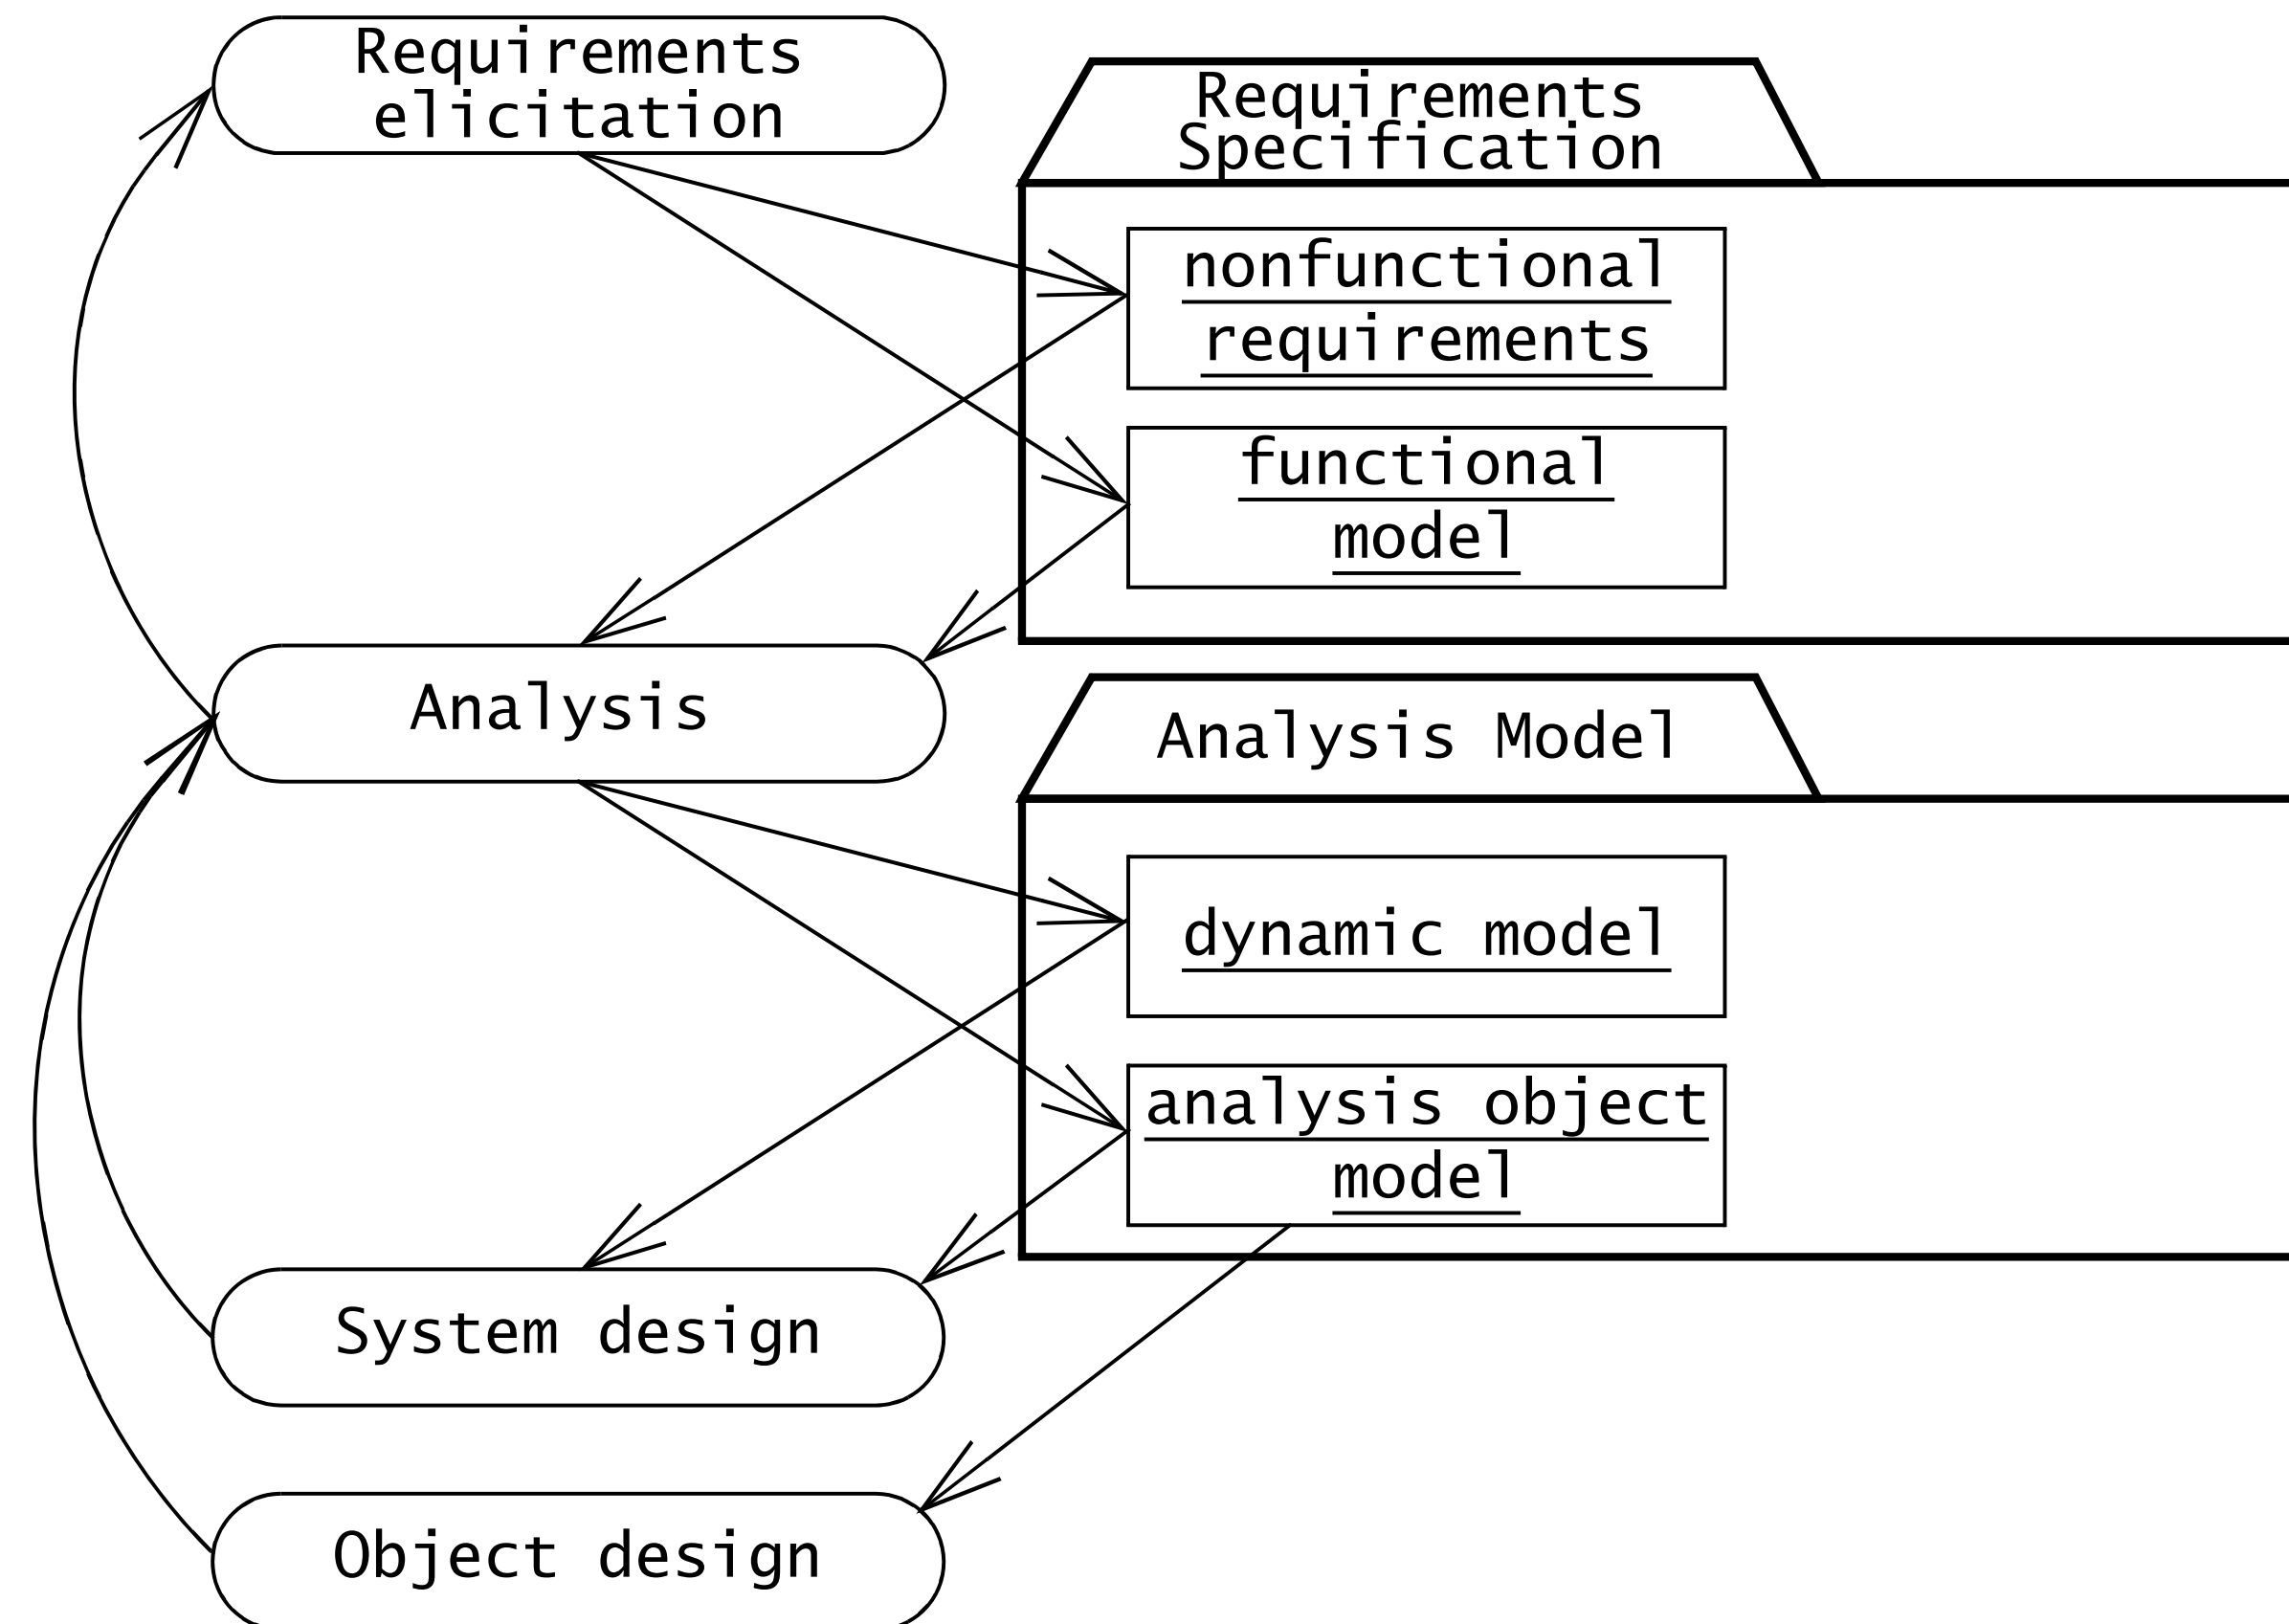 Requirements
elicitation
Requirements
Specification
nonfunctional
requirements
functional
model
Analysis
Analysis Model
dynamic model
analysis object
model
System design
Object design